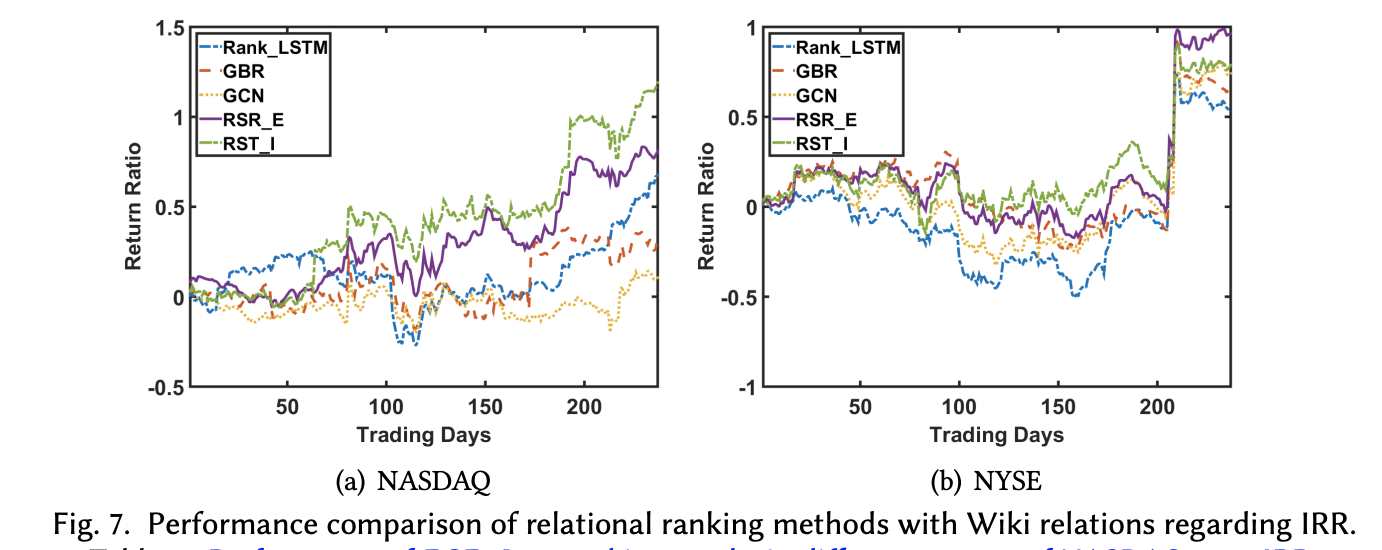 1.5
1
0.5
0
-0.5
Return Ratio
Rank_LSTM
GBR
GCN
RSR_E
RST_I
50 100 150 200
Trading Days
(a) NASDAQ
1
0.5
0
-0.5
-1
Return Ratio
Rank_LSTM
GBR
GCN
RSR_E
RST_I
50 100 150 200
Trading Days
(b) NYSE
Fig. 7. Performance comparison of relational ranking methods with Wiki relations regarding IRR.